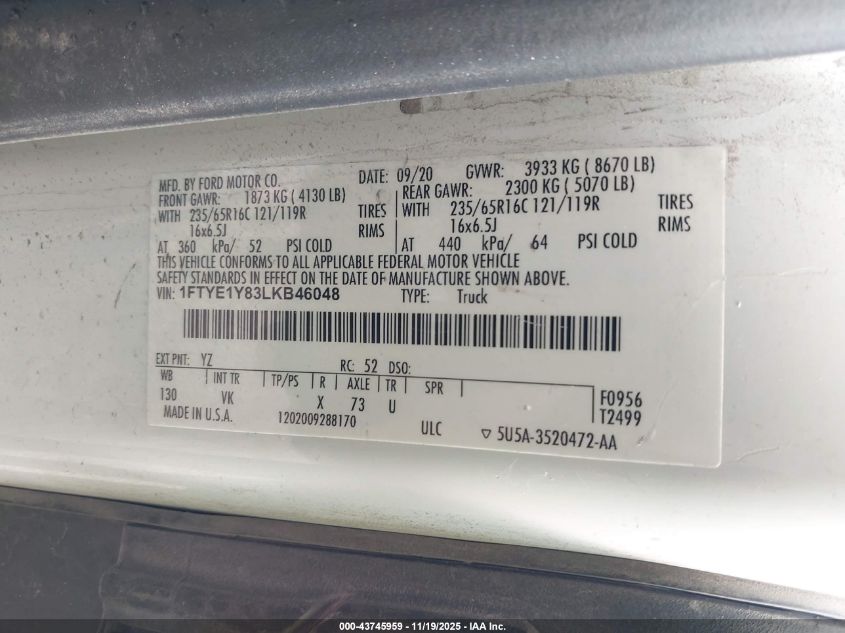 MFD. BY FORD MOTOR CO. DATE: 09/20 GVWR: 3933 KG ( 8670 LB)
FRONT GAWR: 1873 KG ( 4130 LB) REAR GAWR: 2300 KG ( 5070 LB)
WITH 235/65R16C 121/119R TIRES WITH 235/65R16C 121/119R TIRES
16x6.5J RIMS 16x6.5J RIMS
AT 360 kPa/ 52 PSI COLD AT 440 kPa/ 64 PSI COLD
THIS VEHICLE CONFORMS TO ALL APPLICABLE FEDERAL MOTOR VEHICLE
SAFETY STANDARDS IN EFFECT ON THE DATE OF MANUFACTURE SHOWN ABOVE.
VIN: 1FTYE1Y83LKB46048 TYPE: Truck
EXT PNT: YZ RC: 52 DSO:
WB INT TR TP/PS R AXLE TR SPR F0956
130 VK X 73 U T2499
MADE IN U.S.A. 1202009288170 ULC ▽ 5U5A-3520472-AA
000-43745959 - 11/19/2025 - IAA Inc.